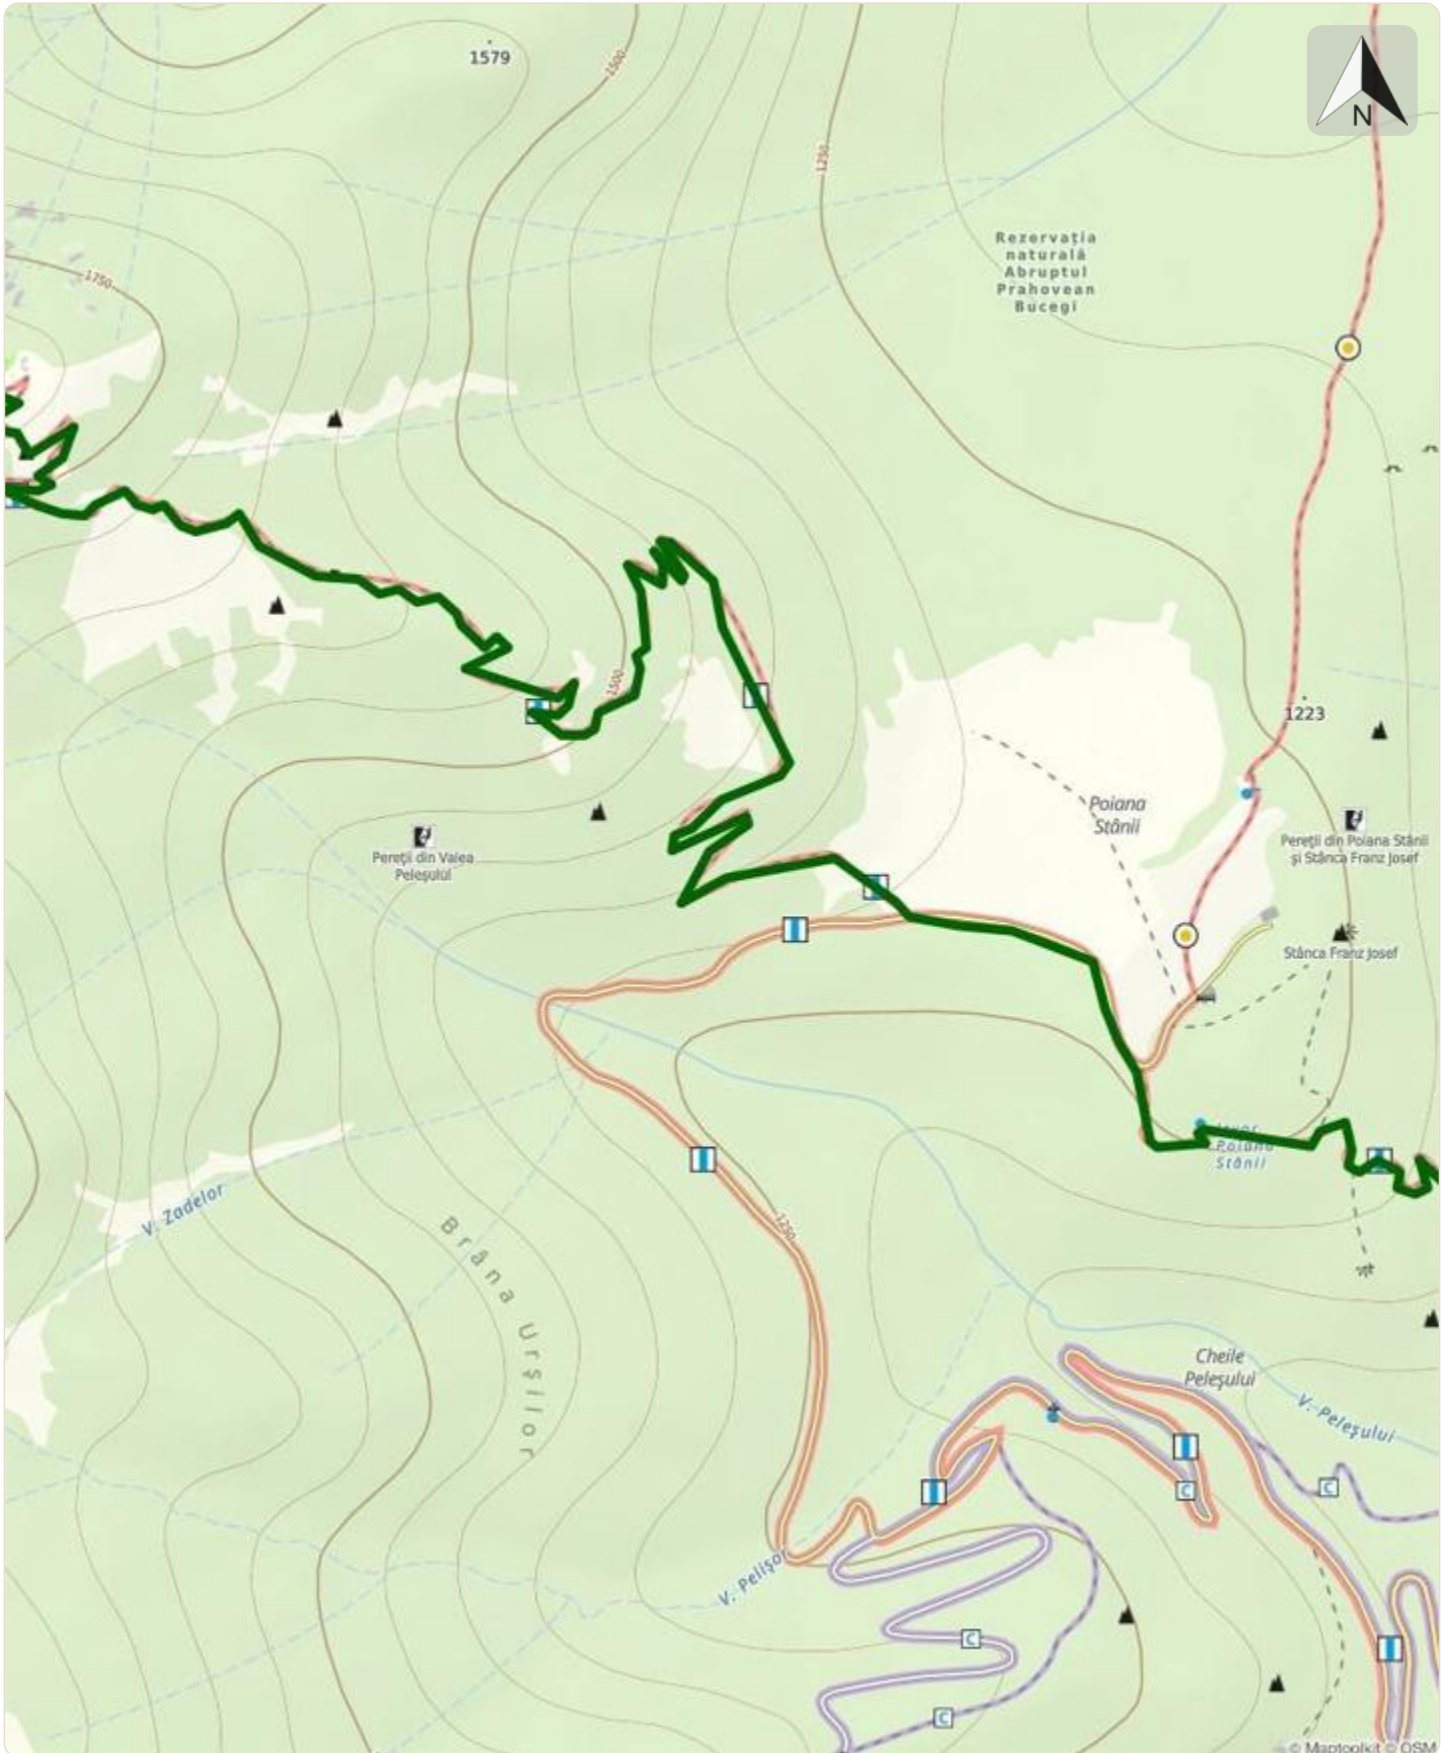 1579
1500
N
1250
Rezervația
naturală
Abruptul
Prahovean
Bucegi
1750
1500
1223
Poiana
Stânii
Pereții din Poiana Stânii
și Stânca Franz Josef
Pereții din Valea
Peleșului
Stânca Franz Josef
Poiana
Stânii
V. Zadelor
Brâna Urșilor
1250
Cheile
Peleșului
V. Peleșului
C
C
V. Pelișor
C
C
© Maptoolkit © OSM